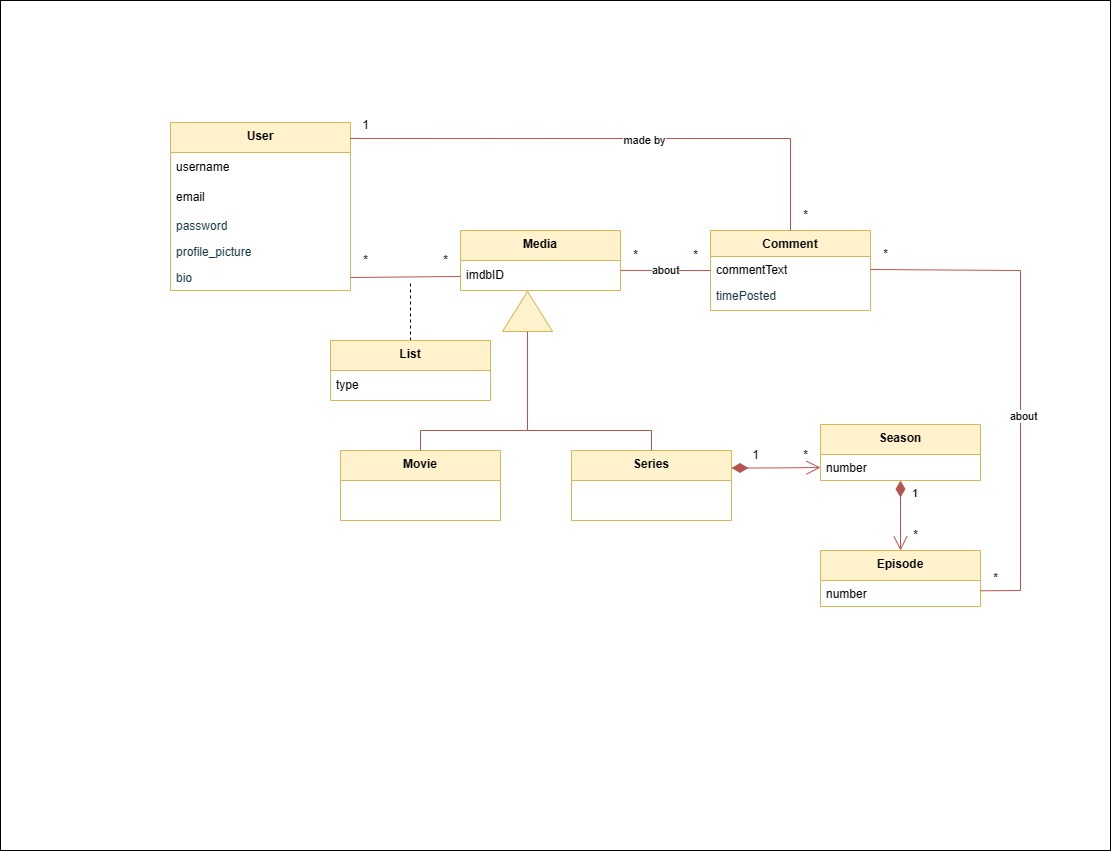 User
username
email
password
profile_picture
bio
1
made by
*
*
*
Media
imdbID
*
about
*
Comment
commentText
timePosted
*
List
type
about
Movie
Series
1
*
Season
number
1
*
Episode
number
*